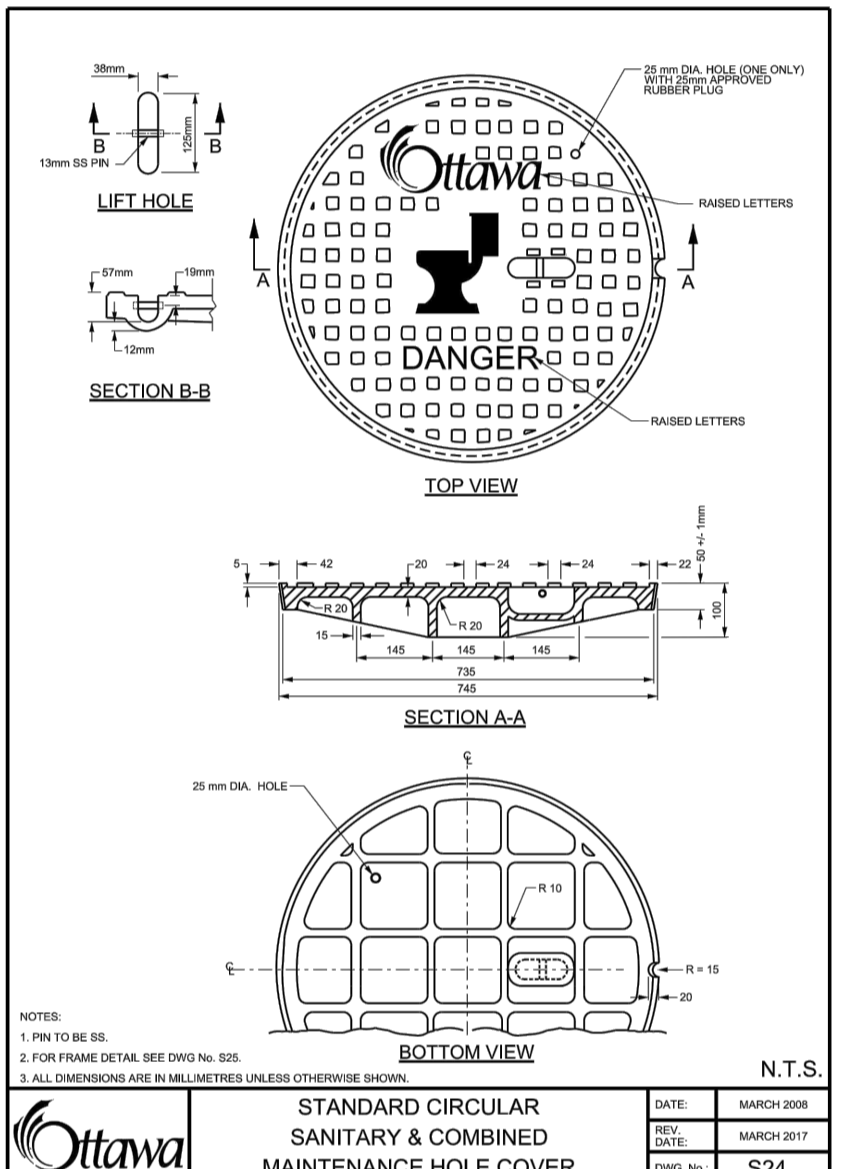 38mm
B
B
125mm
13mm SS PIN
LIFT HOLE
57mm
19mm
12mm
SECTION B-B
25 mm DIA. HOLE (ONE ONLY)
WITH 25mm APPROVED
RUBBER PLUG
Ottawa
RAISED LETTERS
A
A
DANGER
RAISED LETTERS
TOP VIEW
5
42
20
24
24
22
50 +/- 1mm
100
R 20
R 20
15
145
145
145
735
745
SECTION A-A
25 mm DIA. HOLE
R 10
R = 15
20
BOTTOM VIEW
NOTES:
1. PIN TO BE SS.
2. FOR FRAME DETAIL SEE DWG No. S25.
3. ALL DIMENSIONS ARE IN MILLIMETRES UNLESS OTHERWISE SHOWN.
N.T.S.
Ottawa
STANDARD CIRCULAR
SANITARY & COMBINED
MAINTENANCE HOLE COVER
DATE: MARCH 2008
REV. DATE: MARCH 2017
DWG. No.: S24